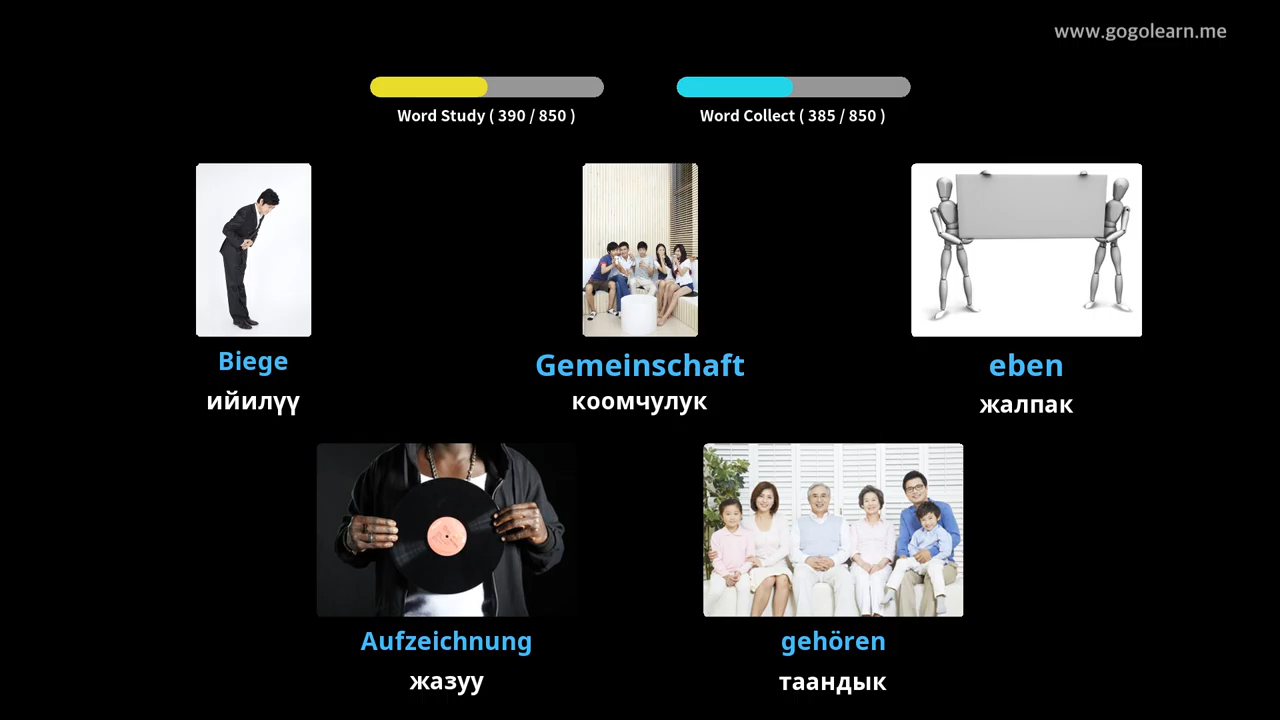 www.gogolearn.me
Word Study ( 390 / 850 )
Word Collect ( 385 / 850 )
Biege
ийилүү
Gemeinschaft
коомчулук
eben
жалпак
Aufzeichnung
жазуу
gehören
таандык